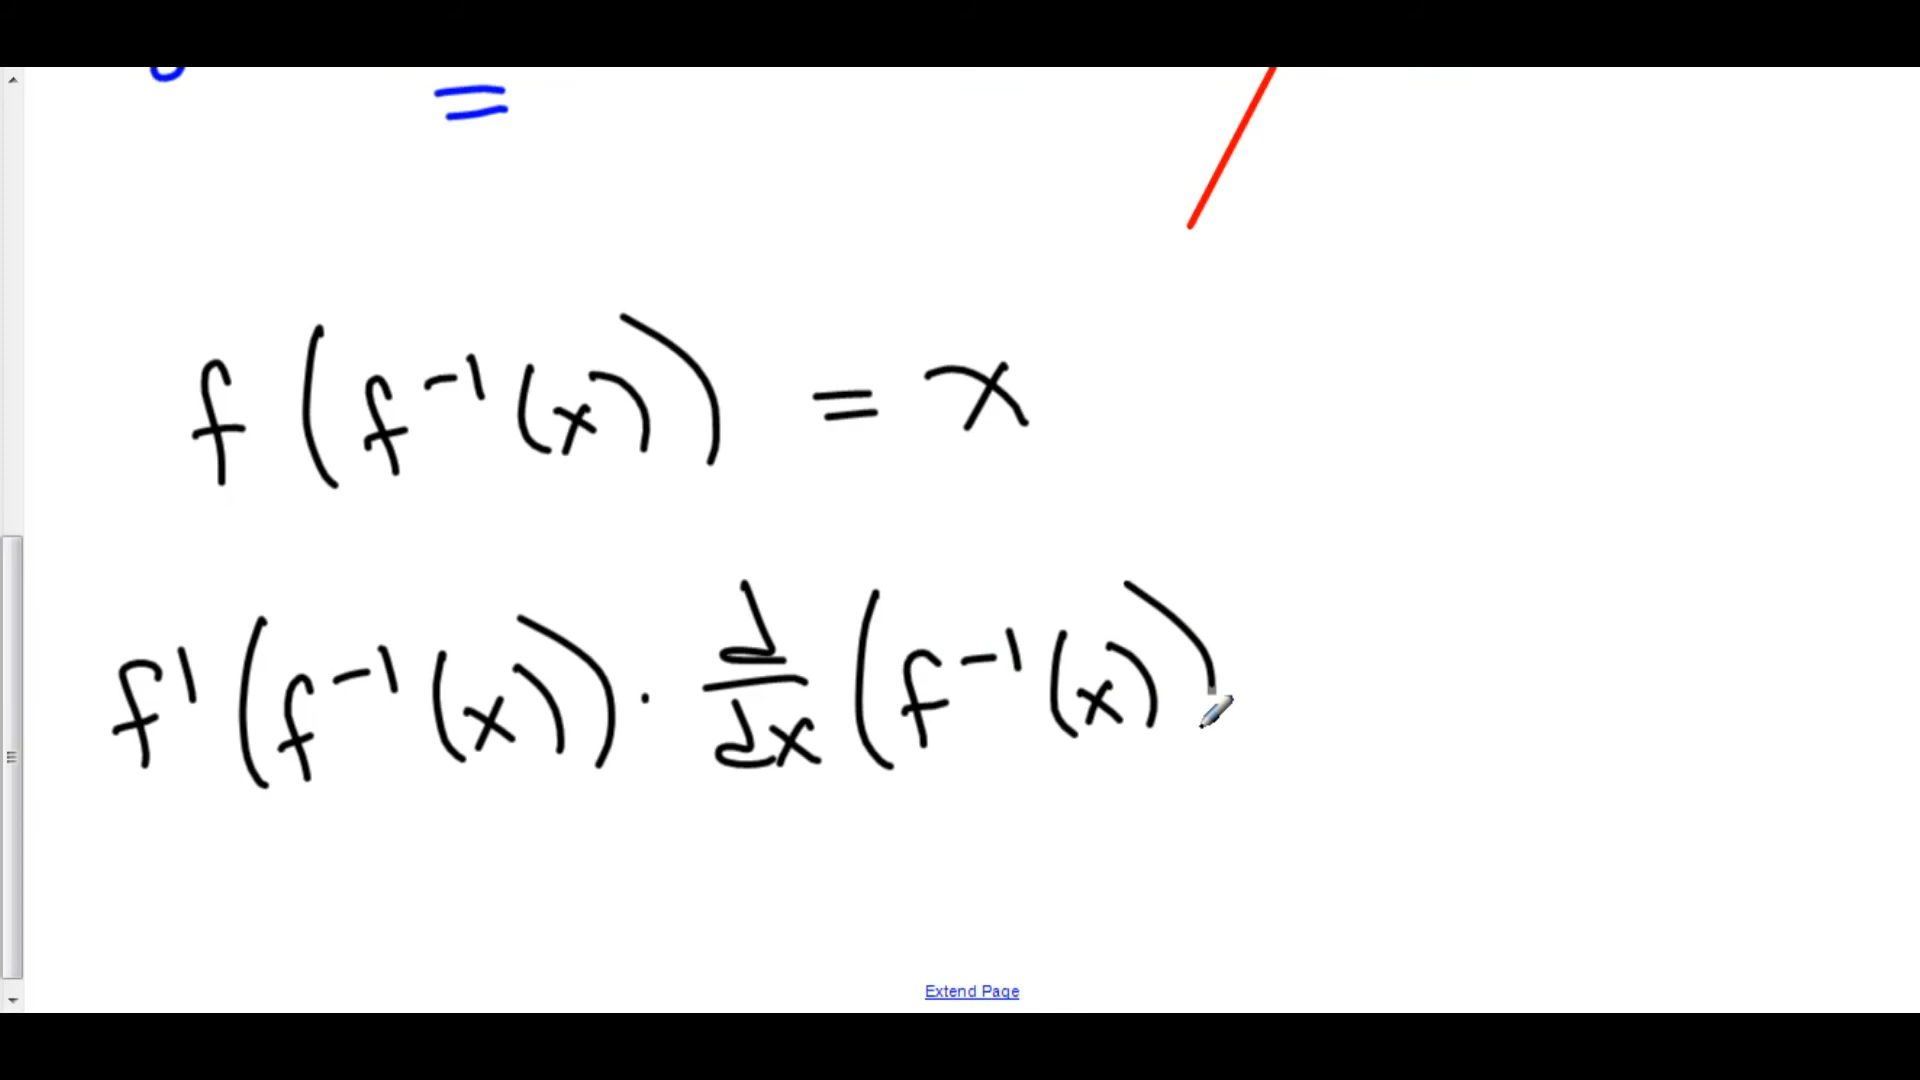 =
f(f⁻¹(x)) = x
f'(f⁻¹(x)) · d/dx (f⁻¹(x))
Extend Page